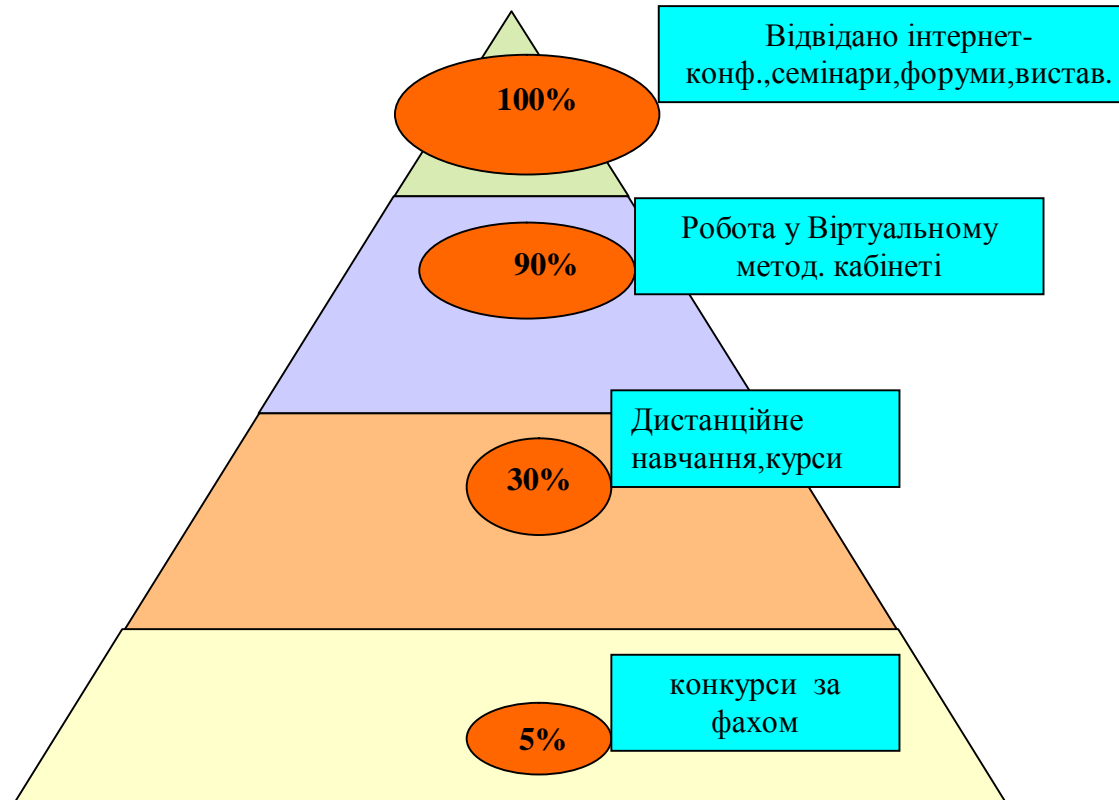 Відвідано інтернет-
конф.,семінари,форуми,вистав.
100%
Робота у Віртуальному
метод. кабінеті
90%
Дистанційне
навчання,курси
30%
конкурси за
фахом
5%